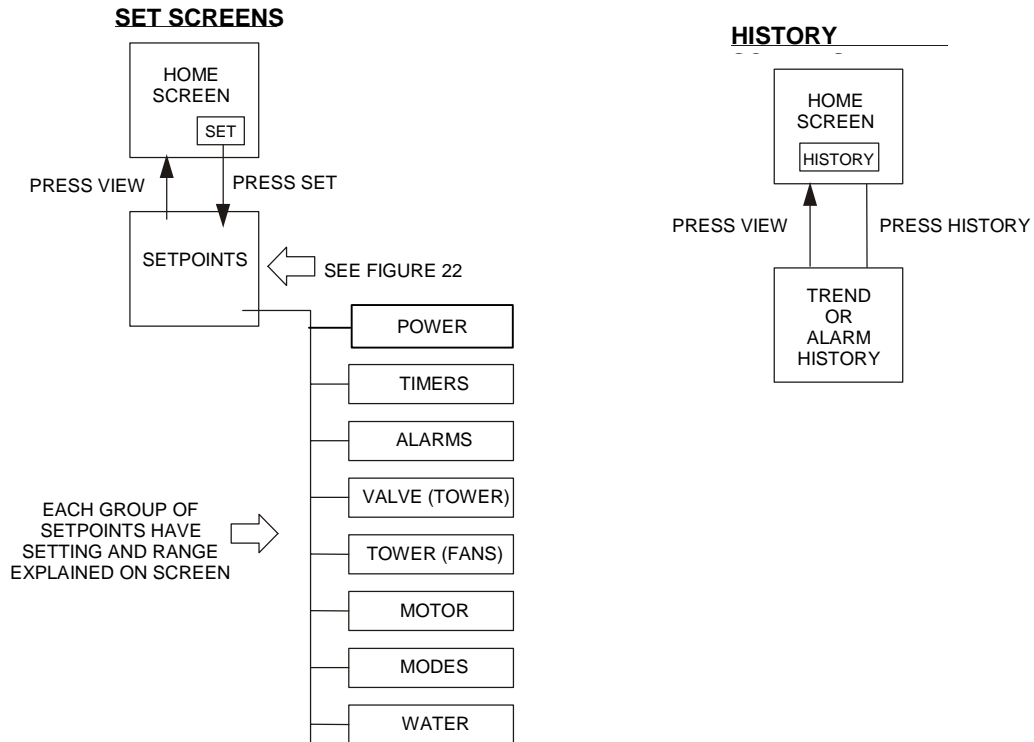 SET SCREENS
HOME
SCREEN
SET
PRESS VIEW
PRESS SET
SETPOINTS
SEE FIGURE 22
POWER
TIMERS
ALARMS
VALVE (TOWER)
TOWER (FANS)
MOTOR
MODES
WATER
EACH GROUP OF
SETPOINTS HAVE
SETTING AND RANGE
EXPLAINED ON SCREEN
HISTORY
HOME
SCREEN
HISTORY
PRESS VIEW
PRESS HISTORY
TREND
OR
ALARM
HISTORY